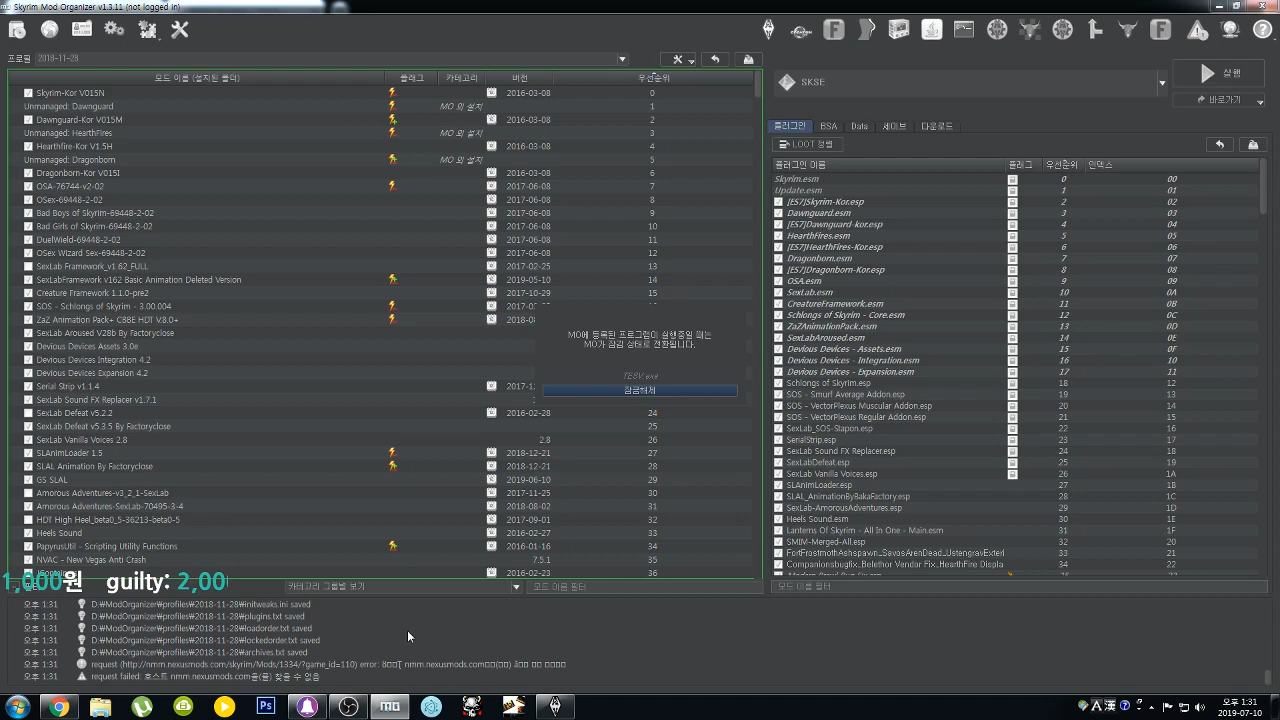 Skyrim Mod Organizer v1.3.11 (not logged in)
프로필 2018-11-28
모드 이름 (설치된 폴더) 플래그 카테고리 버전 우선순위
Skyrim-Kor V015N 2016-03-08 0
Unmanaged: Dawnguard MO 외 설치 1
Dawnguard-Kor V015M 2016-03-08 2
Unmanaged: HearthFires MO 외 설치 3
Hearthfire-Kor V1.5H 2016-03-08 4
Unmanaged: Dragonborn MO 외 설치 5
Dragonborn-Kor V015I 2016-03-08 6
OSA-76744-v2-02 2017-06-08 7
OSex-69448-2-02 2017-06-08 8
Bad Boys of Skyrim-69448-2-02 2017-06-08 9
Bad Girls of Skyrim-69448-2-02 2017-06-08 10
DuelWield-69448-2-02 2017-06-08 11
OSex Wizard Sex-69448-2-02 2017-06-08 12
SexLab Framework_v1.62_FULL 2017-02-25 13
SexLabFramework v162 Basic Animation Deleted Version 2019-05-10 14
Creature Framework 1.1.0-pre2 2017-10-29 15
SOS - Schlongs of Skyrim - 3.00.004 2017-0
ZaZ Animation Pack+ CBBE HDT V.8.0+ 2018-0
SexLab Aroused V28b By Factoryclose
Devious Devices Assets 3.0e
Devious Devices Integration 4.2
Devious Devices Expansion 4.2
Serial Strip v1.1.4 2017-1
SexLab Sound FX Replacer v1.7.1
SexLab Defeat v5.2.2 2016-02-28 24
SexLab Defeat v5.3.5 By Factoryclose 25
SexLab Vanilla Voices 2.8 2.8 26
SLAnimLoader 1.5 2018-12-21 27
SLAL Animation By Factoryclose 2018-12-21 28
GS SLAL 2019-06-10 29
Amorous Adventures-v3_2_1-SexLab 2017-11-25 30
Amorous Adventures-SexLab-70495-3-4 2018-08-02 31
HDT High Heel_beta0_5-36213-beta0-5 2017-09-01 32
Heels Sound 2017-06-27 33
PapyrusUtil - Scripting Utility Functions 2016-01-16 34
NVAC - New Vegas Anti Crash 7.5.1 35
2016-02-23 36
MO에 등록된 프로그램이 실행중일 때는
MO가 잠김 상태로 전환됩니다.
TESV.exe
잠금해제
1,000원 guilty: 2,00
카테고리 그룹별 보기 모드 이름 필터
오후 1:31 D:₩ModOrganizer₩profiles₩2018-11-28₩initweaks.ini saved
오후 1:31 D:₩ModOrganizer₩profiles₩2018-11-28₩plugins.txt saved
오후 1:31 D:₩ModOrganizer₩profiles₩2018-11-28₩loadorder.txt saved
오후 1:31 D:₩ModOrganizer₩profiles₩2018-11-28₩lockedorder.txt saved
오후 1:31 D:₩ModOrganizer₩profiles₩2018-11-28₩archives.txt saved
오후 1:31 request (http://nmm.nexusmods.com/skyrim/Mods/1334/?game_id=110) error: nmm.nexusmods.com
오후 1:31 request failed: 호스트 nmm.nexusmods.com을(를) 찾을 수 없음
SKSE
실행
바로가기
플러그인 BSA Data 세이브 다운로드
LOOT 정렬
플러그인 이름 플래그 우선순위 인덱스
Skyrim.esm 0 00
Update.esm 1 01
[ES7]Skyrim-Kor.esp 2 02
Dawnguard.esm 3 03
[ES7]Dawnguard-kor.esp 4 04
HearthFires.esm 5 05
[ES7]HearthFires-Kor.esp 6 06
Dragonborn.esm 7 07
[ES7]Dragonborn-Kor.esp 8 08
OSA.esm 9 09
SexLab.esm 10 0A
CreatureFramework.esm 11 0B
Schlongs of Skyrim - Core.esm 12 0C
ZaZAnimationPack.esm 13 0D
SexLabAroused.esm 14 0E
Devious Devices - Assets.esm 15 0F
Devious Devices - Integration.esm 16 10
Devious Devices - Expansion.esm 17 11
Schlongs of Skyrim.esp 18 12
SOS - Smurf Average Addon.esp 19 13
SOS - VectorPlexus Muscular Addon.esp 20 14
SOS - VectorPlexus Regular Addon.esp 21 15
SexLab_SOS-Stapon.esp 22 16
SerialStrip.esp 23 17
SexLab Sound FX Replacer.esp 24 18
SexLabDefeat.esp 25 19
SexLab Vanilla Voices.esp 26 1A
SLAnimLoader.esp 27 1B
SLAL_AnimationByBakaFactory.esp 28 1C
SexLab-AmorousAdventures.esp 29 1D
Heels Sound.esm 30 1E
Lanterns Of Skyrim - All In One - Main.esm 31 1F
SMIM-Merged-All.esp 32 20
FortFrostmothAshspawn_SavosArenDead_UstengravExteri 33 21
Companionsbugfix_Belethor Vendor Fix_HearthFire Displa 34 22
모드 이름 필터
오후 1:31
2019-07-10